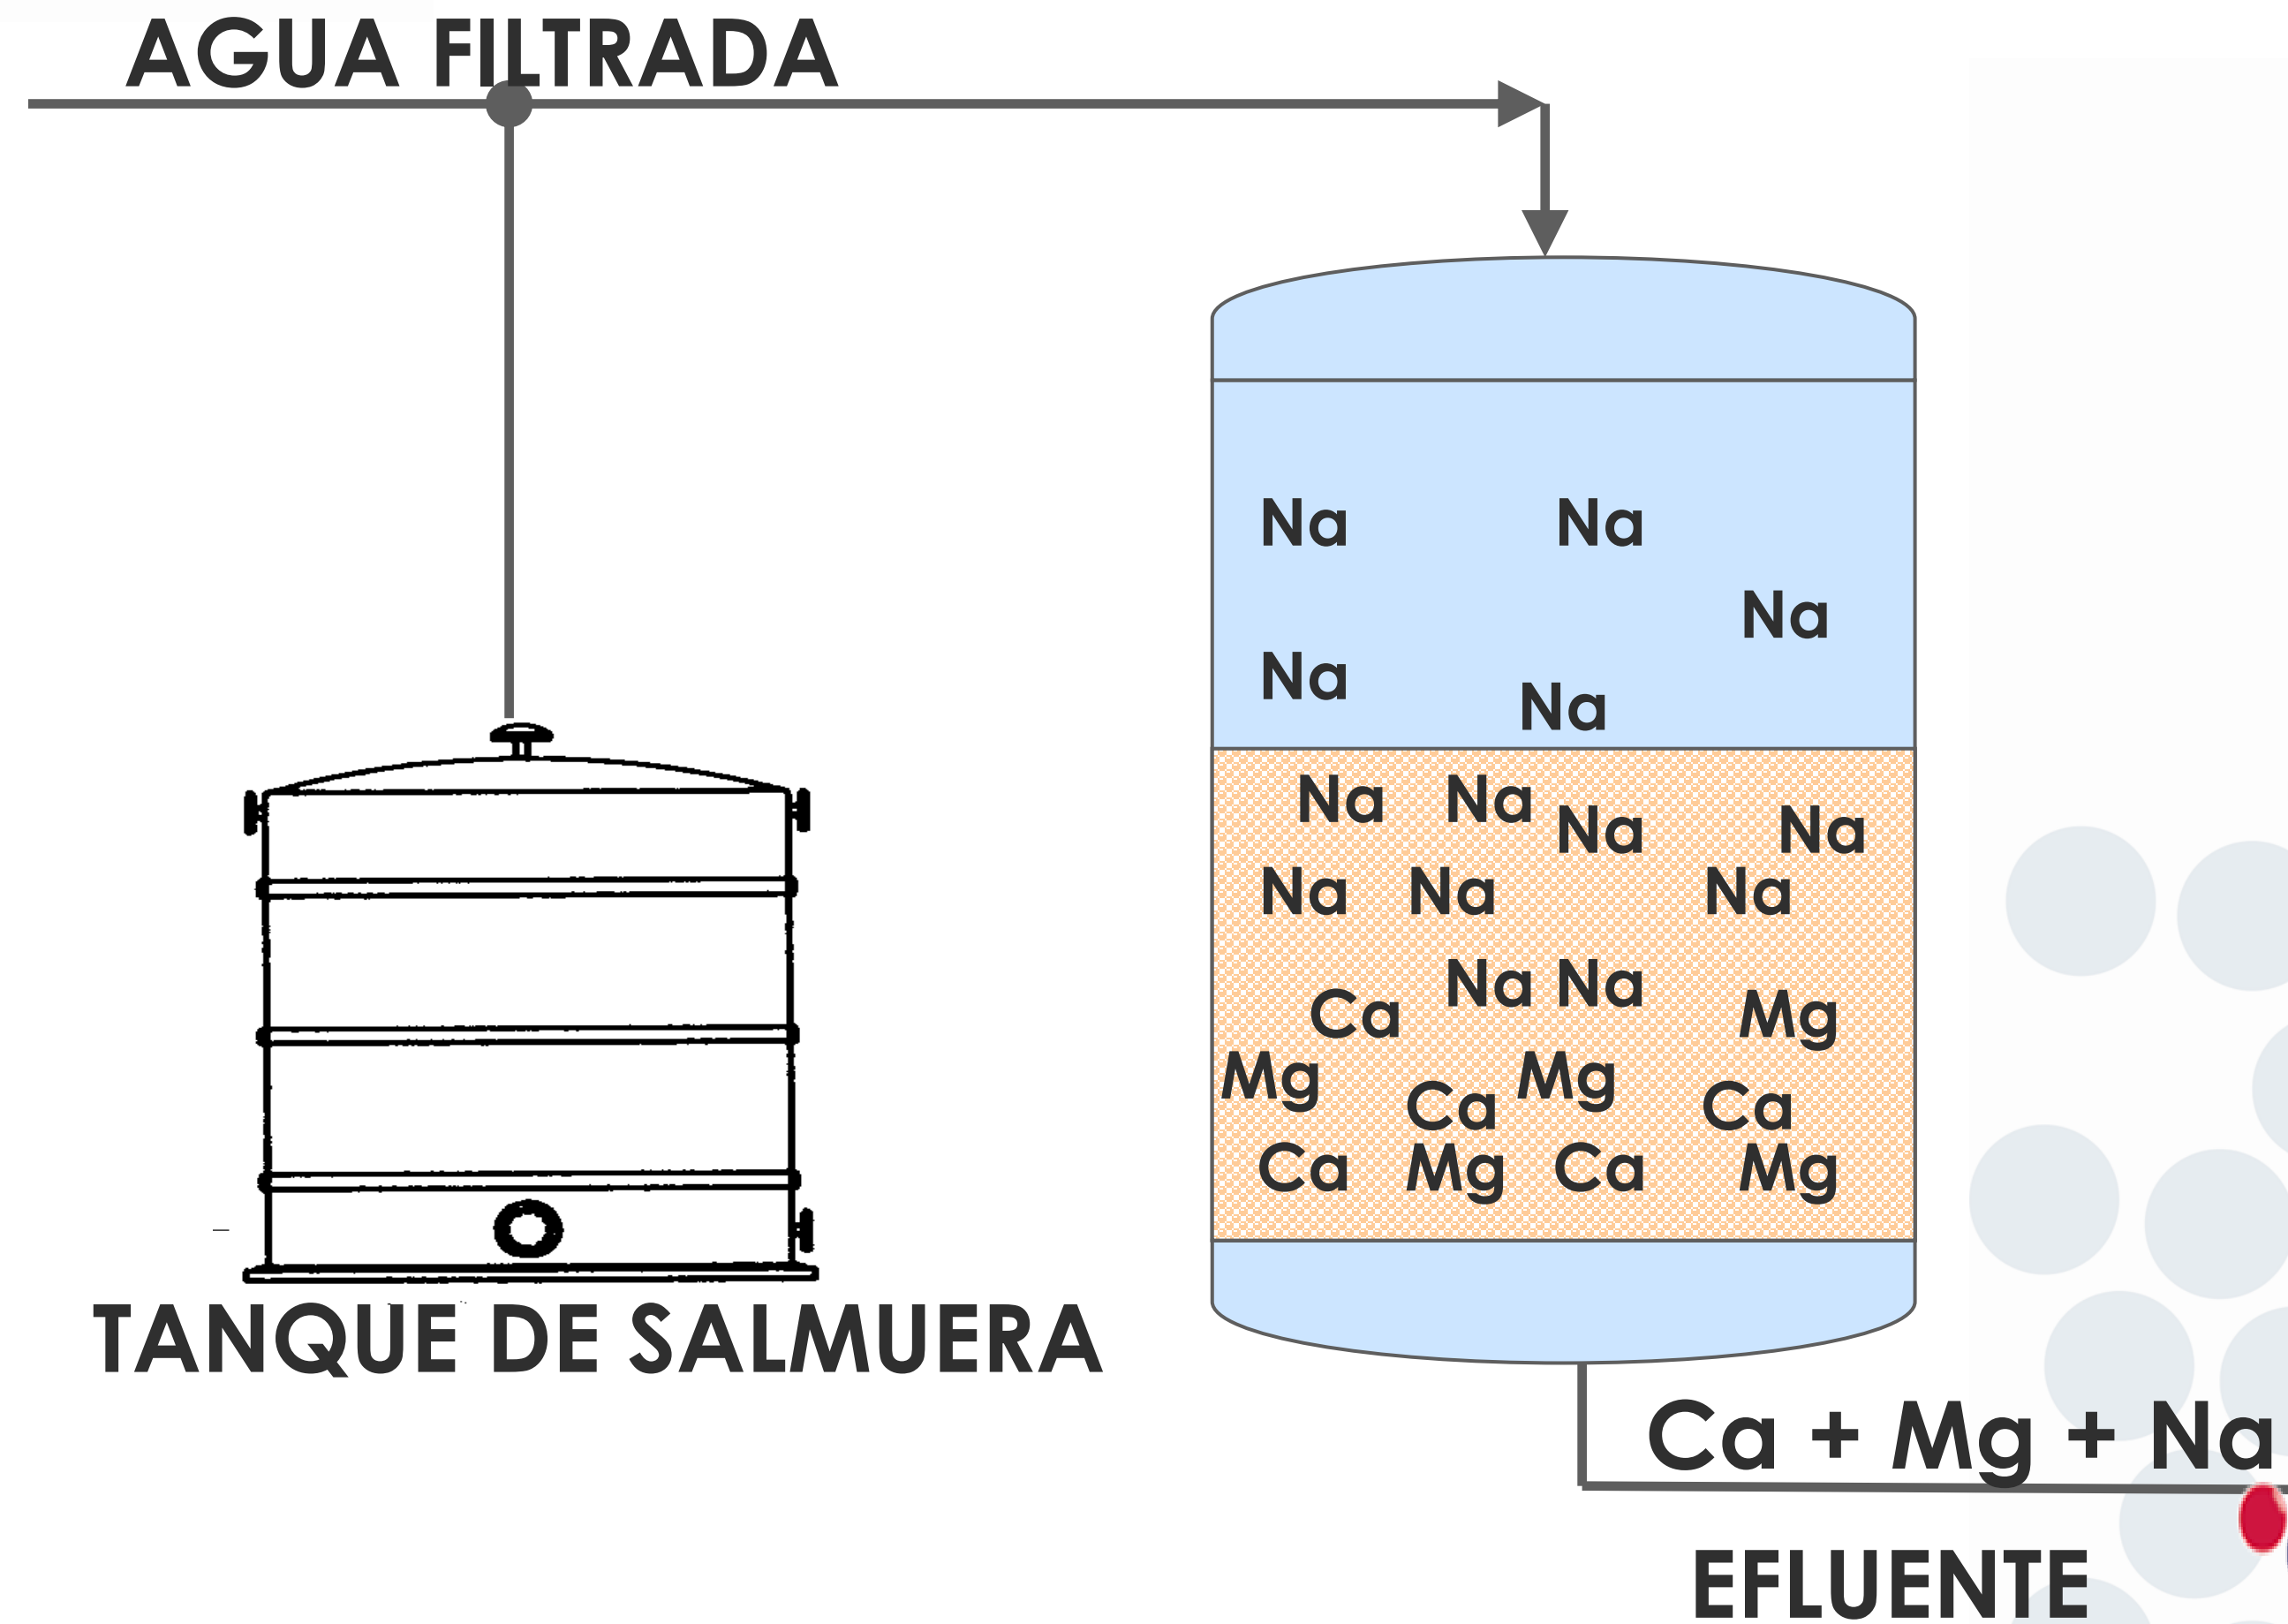 AGUA FILTRADA
Na Na
Na
Na
Na
Na Na
Na Na
Na Na Na
Na Na
Ca Mg
Mg Mg
Ca Ca
Ca Mg Ca Mg
TANQUE DE SALMUERA
Ca + Mg + Na
EFLUENTE